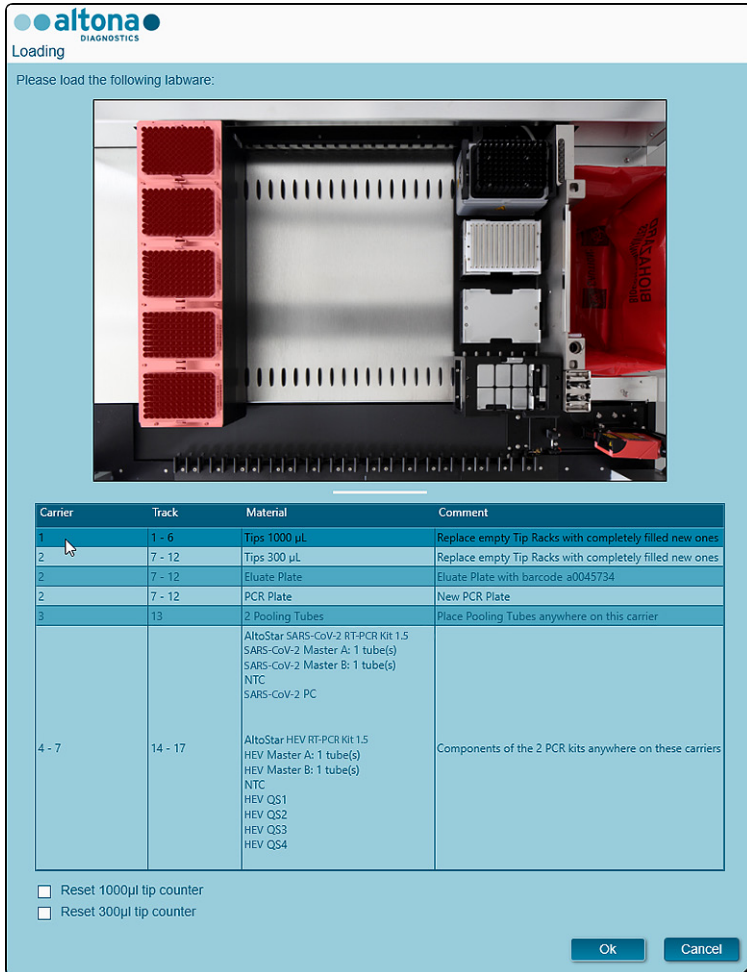 altona
DIAGNOSTICS
Loading
Please load the following labware:
BIOHAZARD
Carrier Track Material Comment
1 1 - 6 Tips 1000 µL Replace empty Tip Racks with completely filled new ones
2 7 - 12 Tips 300 µL Replace empty Tip Racks with completely filled new ones
2 7 - 12 Eluate Plate Eluate Plate with barcode a0045734
2 7 - 12 PCR Plate New PCR Plate
3 13 2 Pooling Tubes Place Pooling Tubes anywhere on this carrier
AltoStar SARS-CoV-2 RT-PCR Kit 1.5
SARS-CoV-2 Master A: 1 tube(s)
SARS-CoV-2 Master B: 1 tube(s)
NTC
SARS-CoV-2 PC
AltoStar HEV RT-PCR Kit 1.5
4 - 7 14 - 17 HEV Master A: 1 tube(s) Components of the 2 PCR kits anywhere on these carriers
HEV Master B: 1 tube(s)
NTC
HEV QS1
HEV QS2
HEV QS3
HEV QS4
Reset 1000µl tip counter
Reset 300µl tip counter
Ok Cancel